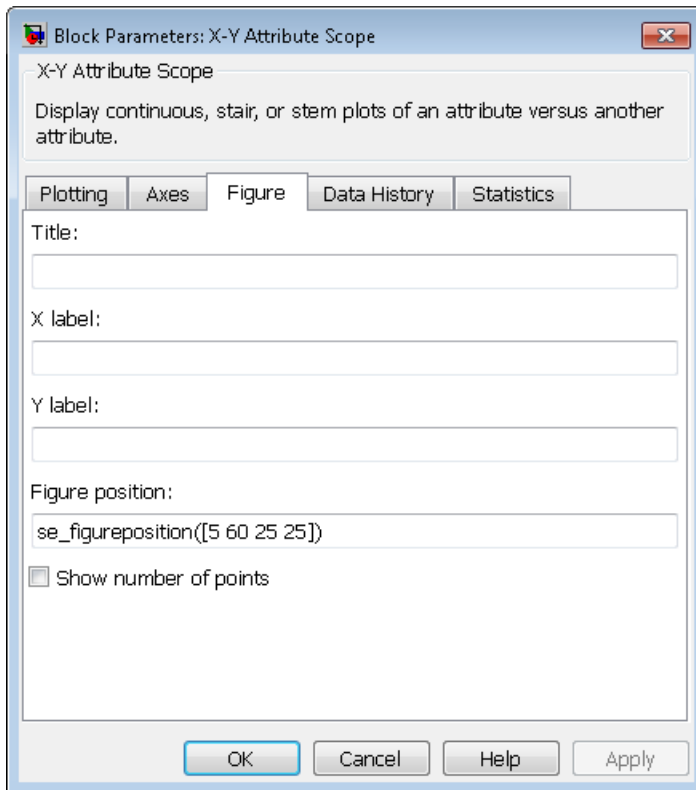 Block Parameters: X-Y Attribute Scope
X-Y Attribute Scope
Display continuous, stair, or stem plots of an attribute versus another
attribute.
Plotting Axes Figure Data History Statistics
Title:
X label:
Y label:
Figure position:
se_figureposition([5 60 25 25])
Show number of points
OK Cancel Help Apply